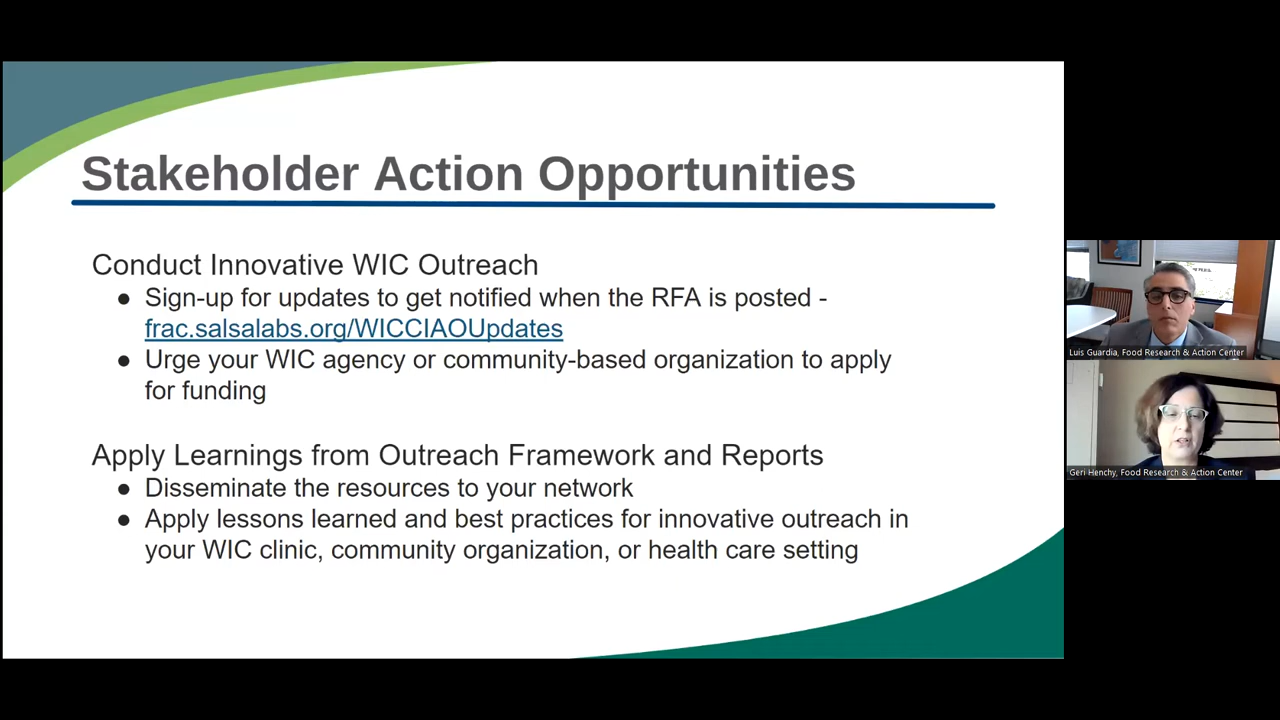 Stakeholder Action Opportunities
Conduct Innovative WIC Outreach
● Sign-up for updates to get notified when the RFA is posted -
frac.salsalabs.org/WICCIAOUpdates
● Urge your WIC agency or community-based organization to apply
for funding
Apply Learnings from Outreach Framework and Reports
● Disseminate the resources to your network
● Apply lessons learned and best practices for innovative outreach in
your WIC clinic, community organization, or health care setting
Luis Guardia, Food Research & Action Center
Geri Henchy, Food Research & Action Center